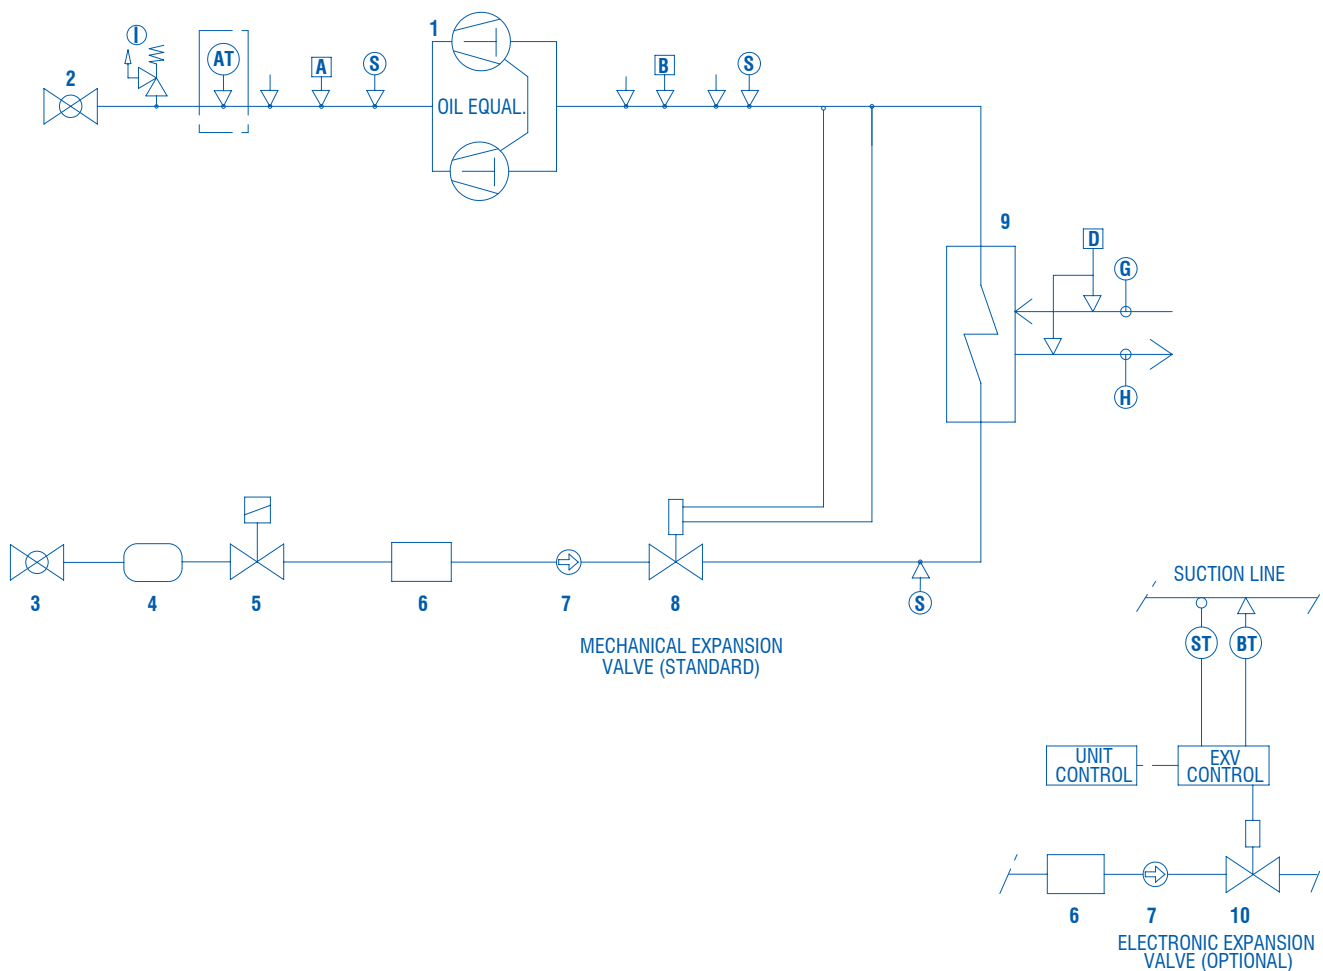 1
I
2
AT
A
S
OIL EQUAL.
B
S
9
D
G
H
3
4
5
6
7
8
S
MECHANICAL EXPANSION
VALVE (STANDARD)
SUCTION LINE
ST
BT
UNIT
CONTROL
EXV
CONTROL
6
7
10
ELECTRONIC EXPANSION
VALVE (OPTIONAL)